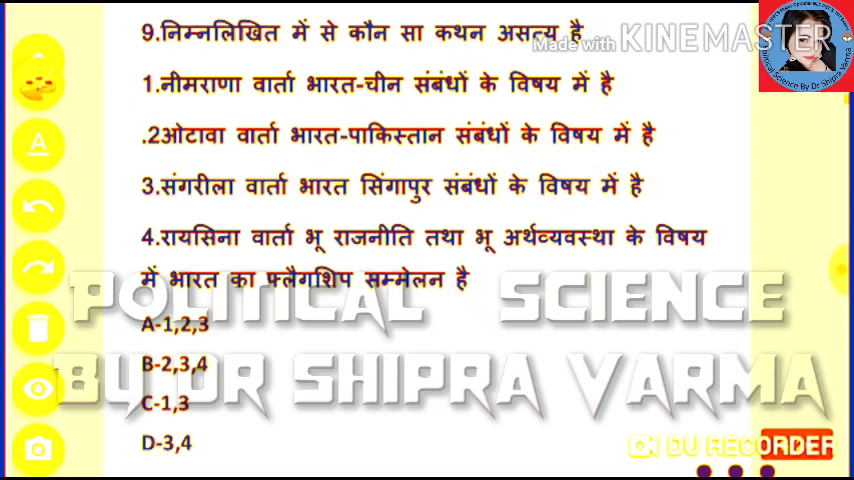 9.निम्नलिखित में से कौन सा कथन असत्य है
Made with KINEMASTER
1.नीमराणा वार्ता भारत-चीन संबंधों के विषय में है
.2ओटावा वार्ता भारत-पाकिस्तान संबंधों के विषय में है
3.संगरीला वार्ता भारत सिंगापुर संबंधों के विषय में है
4.रायसिना वार्ता भू राजनीति तथा भू अर्थव्यवस्था के विषय
में भारत का फ्लैगशिप सम्मेलन है
POLITICAL SCIENCE
BY DR SHIPRA VARMA
A-1,2,3
B-2,3,4
C-1,3
D-3,4
DU RECORDER